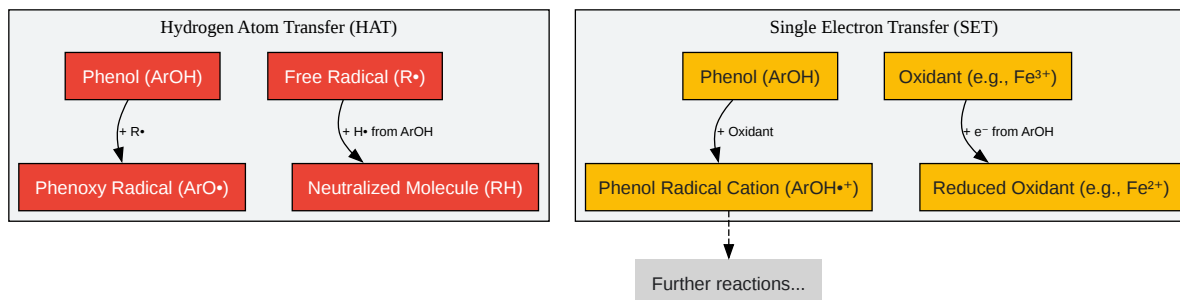 Hydrogen Atom Transfer (HAT)
Phenol (ArOH)
Free Radical (R•)
+ R•
+ H• from ArOH
Phenoxy Radical (ArO•)
Neutralized Molecule (RH)
Single Electron Transfer (SET)
Phenol (ArOH)
Oxidant (e.g., Fe³⁺)
+ Oxidant
+ e⁻ from ArOH
Phenol Radical Cation (ArOH•⁺)
Reduced Oxidant (e.g., Fe²⁺)
Further reactions...